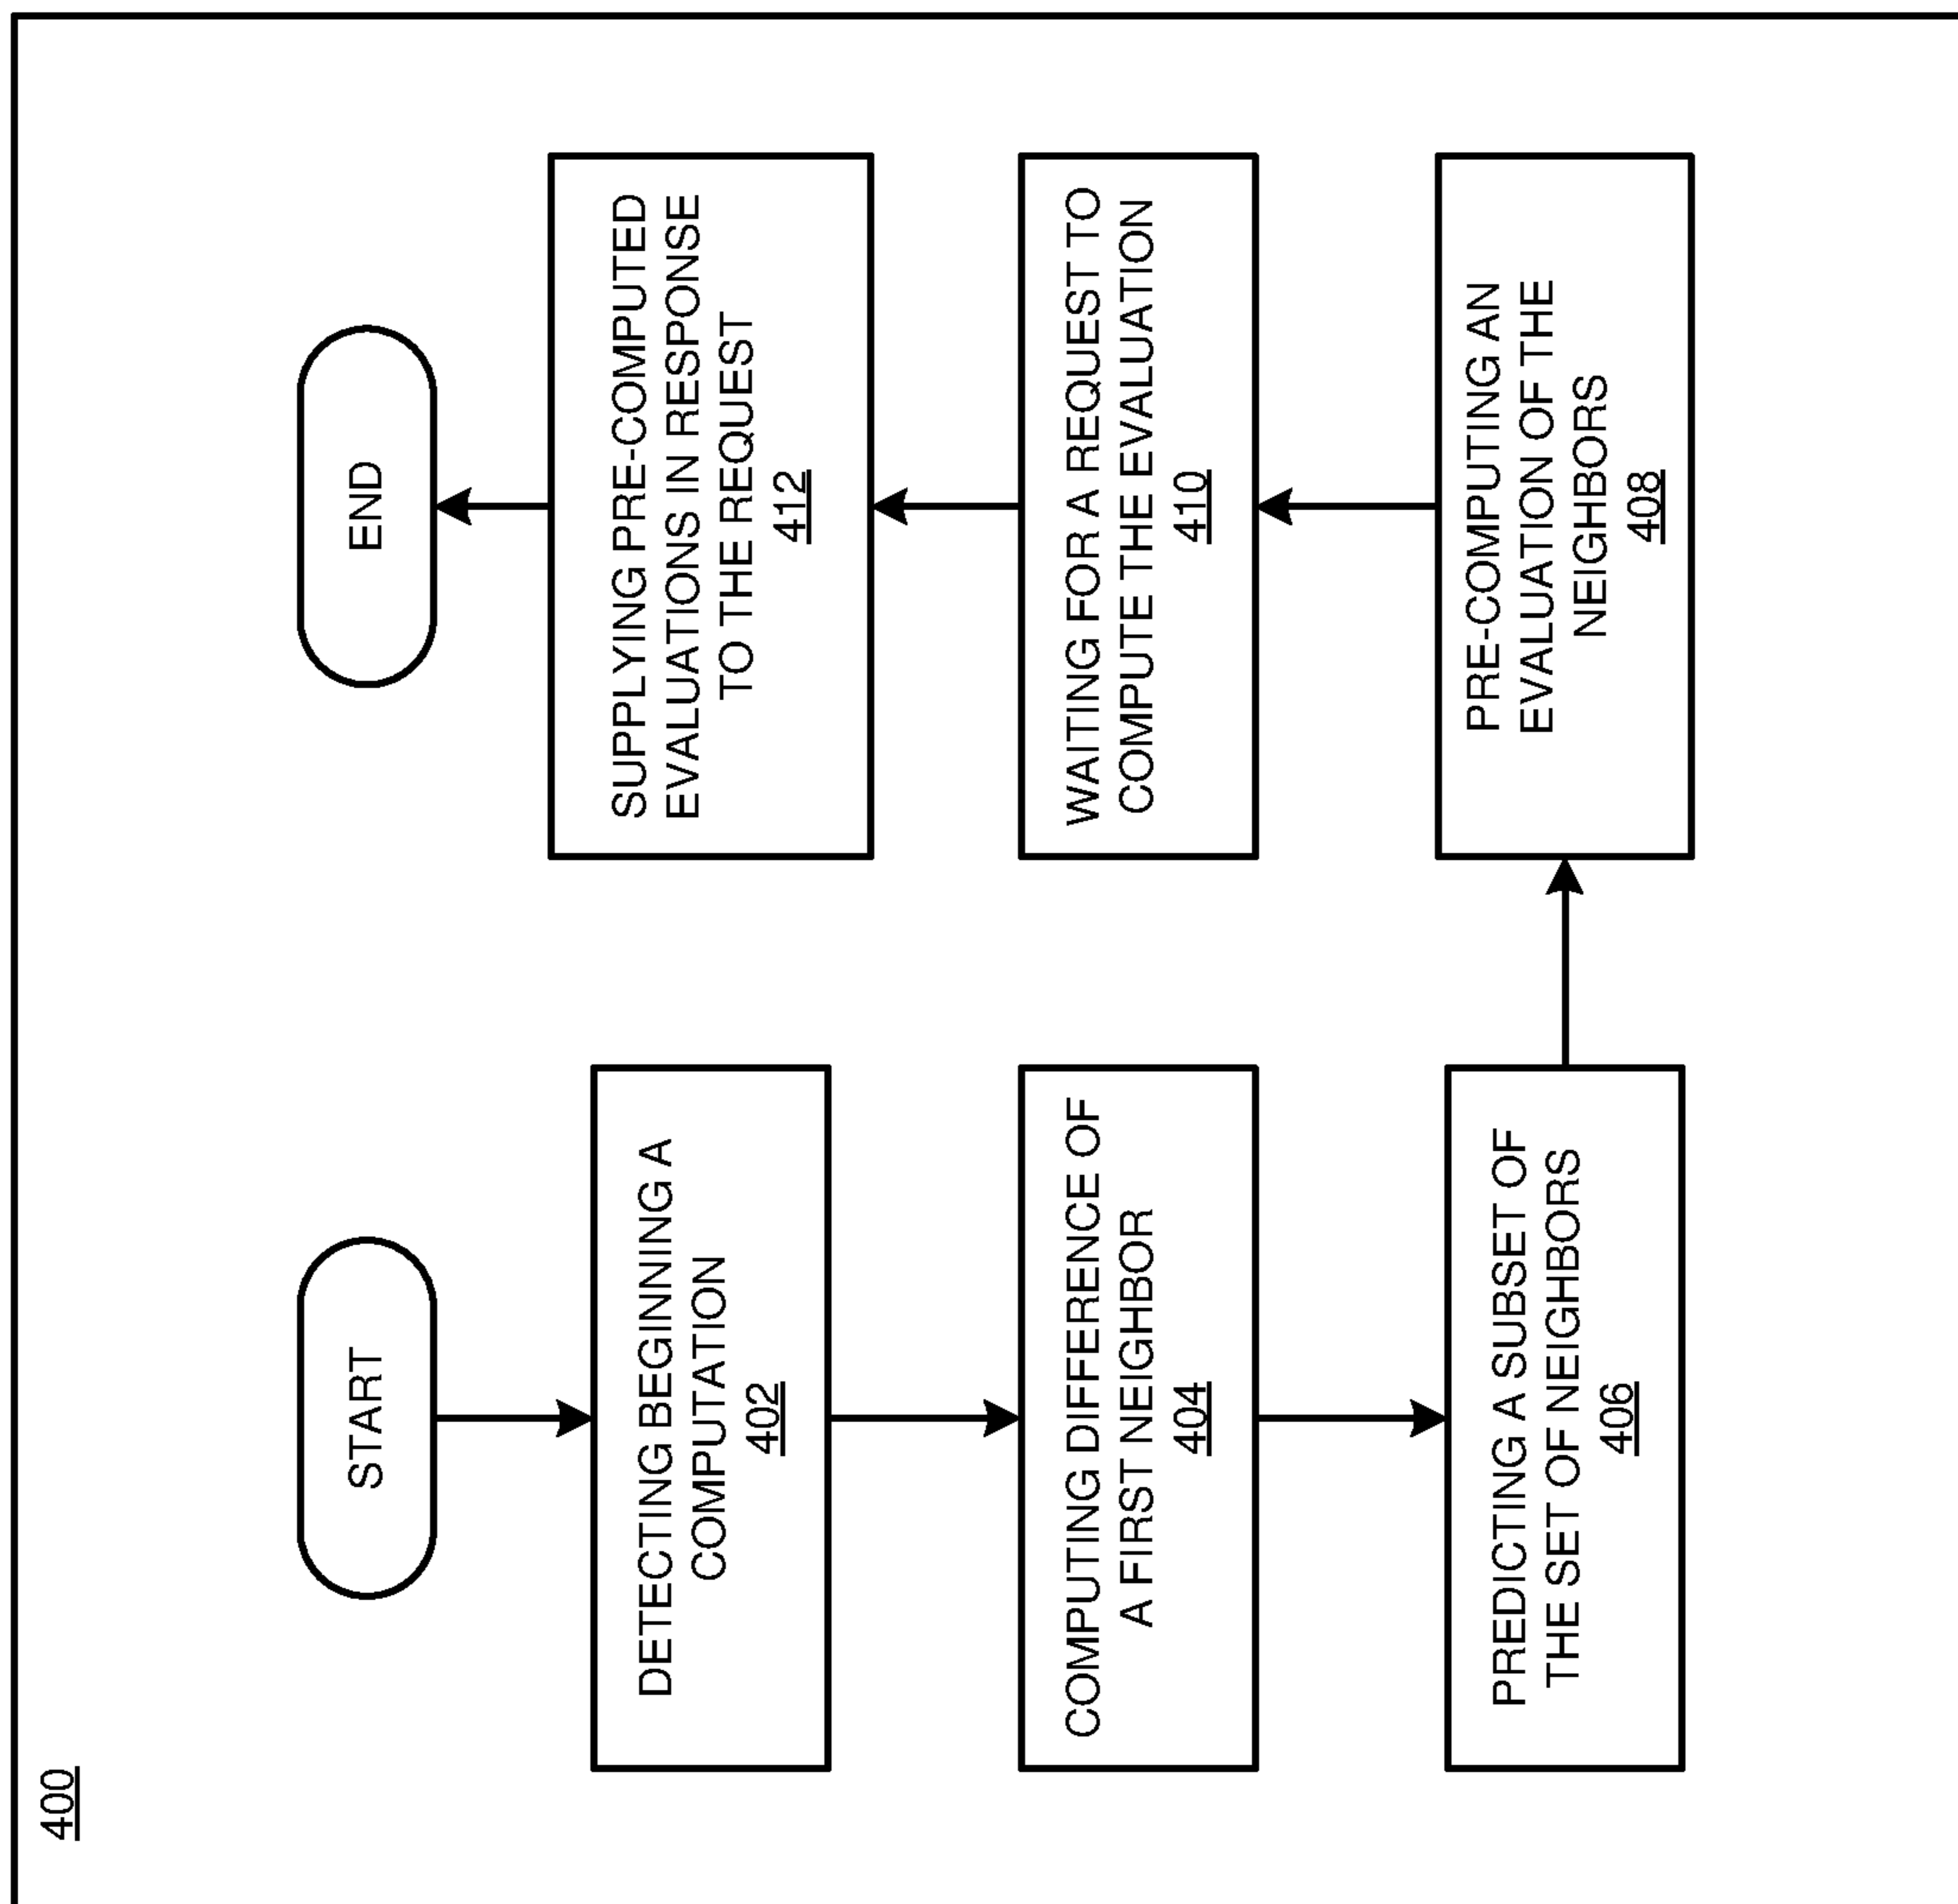 400
START
DETECTING BEGINNING A
COMPUTATION
402
COMPUTING DIFFERENCE OF
A FIRST NEIGHBOR
404
PREDICTING A SUBSET OF
THE SET OF NEIGHBORS
406
PRE-COMPUTING AN
EVALUATION OF THE
NEIGHBORS
408
WAITING FOR A REQUEST TO
COMPUTE THE EVALUATION
410
SUPPLYING PRE-COMPUTED
EVALUATIONS IN RESPONSE
TO THE REQUEST
412
END